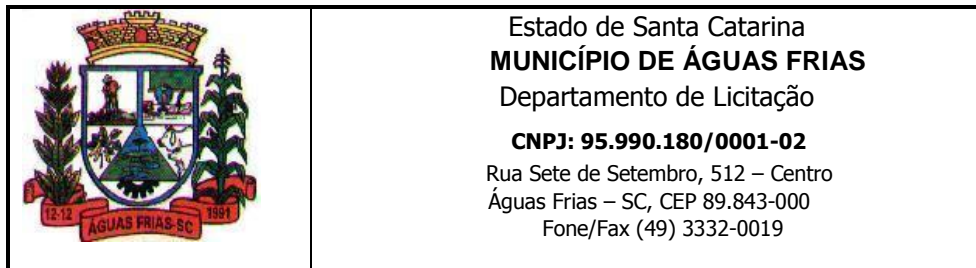 12-12
ÁGUAS FRIAS-SC
1991
Estado de Santa Catarina
MUNICÍPIO DE ÁGUAS FRIAS
Departamento de Licitação
CNPJ: 95.990.180/0001-02
Rua Sete de Setembro, 512 – Centro
Águas Frias – SC, CEP 89.843-000
Fone/Fax (49) 3332-0019